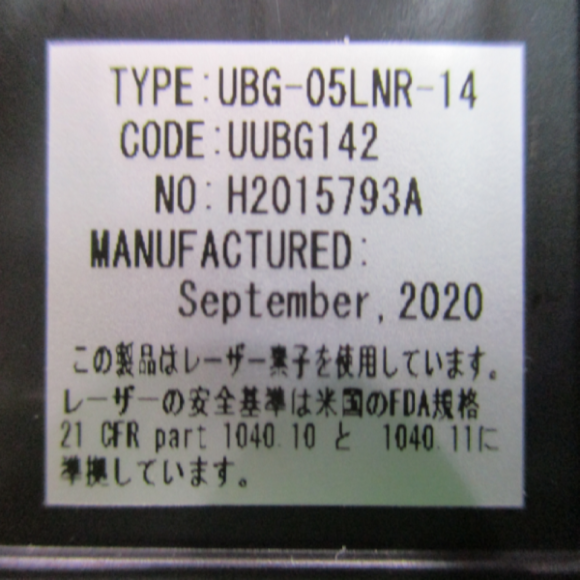 TYPE:UBG-05LNR-14
CODE:UUBG142
NO:H2015793A
MANUFACTURED:
September,2020
この製品はレーザー素子を使用しています。
レーザーの安全基準は米国のFDA規格
21 CFR part 1040.10 と 1040.11に
準拠しています。